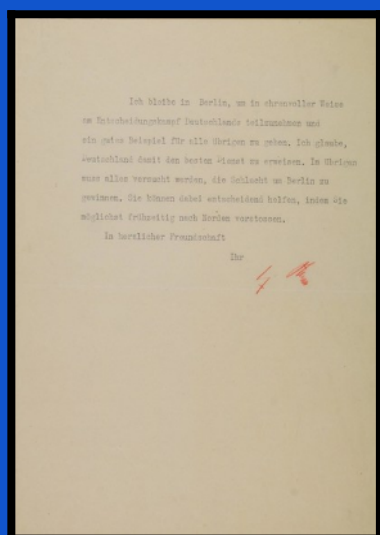 Ich bleibe in Berlin, um in ehrenvoller Weise
am Entscheidungskampf Deutschlands teilzunehmen und
ein gutes Beispiel für alle Übrigen zu geben. Ich glaube,
Deutschland damit den besten Dienst zu erweisen. Im Übrigen
muss alles versucht werden, die Schlacht um Berlin zu
gewinnen. Sie können dabei entscheidend helfen, indem Sie
möglichst frühzeitig nach Norden vorstossen.
In herzlicher Freundschaft
Ihr